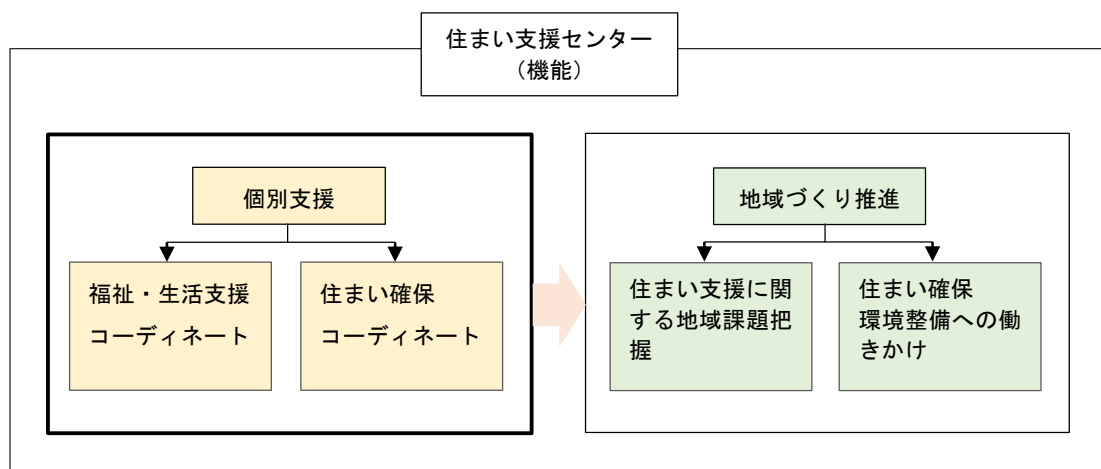 住まい支援センター
（機能）
個別支援
福祉・生活支援
コーディネート
住まい確保
コーディネート
地域づくり推進
住まい支援に関
する地域課題把
握
住まい確保
環境整備への働
きかけ